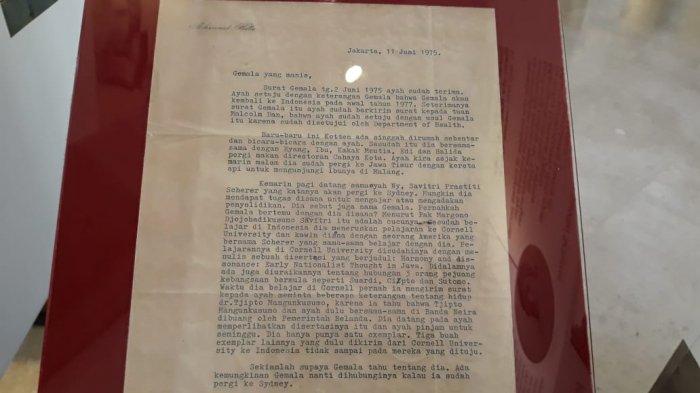 Jakarta, 11 Juni 1975.
Gemala yang manis,
Surat Gemala tg.2 Juni 1975 ayah sudah terima.
Ayah setuju dengan keterangan Gemala bahwa Gemala akan
kembali ke Indonesia pada awal tahun 1977. Seterimanya
surat Gemala itu ayah sudah berkirim surat kepada tuan
Malcolm Dan, bahwa ayah sudah setuju dengan usul Gemala
itu karena sudah disetujui oleh Department of Health.
Baru-baru ini Kotten ada singgah dirumah sebentar
dan bicara-bicara dengan ayah. Sesudah itu dia bersama-
sama dengan Eyang, Ibu, Kakak Meutia, Edi dan Halida
pergi makan direstoran Cahaya Kota. Ayah kira sejak ke-
marin malam dia sudah pergi ke Jawa Timur dengan kereta
api untuk mengunjungi Ibunya di Malang.
Kemarin pagi datang sama ayah Ny. Savitri Prastiti
Scherer yang katanya akan pergi ke Sydney. Mungkin dia
mendapat tugas disana untuk mengajar atau mengadakan
penyelidikan. Dia sebut juga nama Gemala. Pernahkah
Gemala bertemu dengan dia disana? Menurut Pak Margono
Djojohadikusumo Savitri itu adalah cucunya. Sesudah be-
lajar di Indonesia dia meneruskan pelajaran ke Cornell
University dan kawin disana dengan seorang Amerika yang
bernama Scherer yang sama-sama belajar dengan dia. Pe-
lajarannya di Cornell University disudahinya dengan me-
nulis sebuah disertasi yang berjudul: Harmony and dis-
sonance: Early Nationalist Thought in Java. Didalamnya
ada juga diuraikannya tentang hubungan 3 orang pejuang
kebangsaan bermula seperti Suardi, Cipto dan Sutomo.
Waktu dia belajar di Cornell pernah ia mengirim surat
kepada ayah meminta beberapa keterangan tentang hidup
dr.Tjipto Mangunkusumo, karena ia tahu bahwa Tjipto
Mangunkusumo dan ayah dulu bersama-sama di Banda Neira
dibuang oleh Pemerintah Belanda. Dia datang pada ayah
memperlihatkan disertasinya itu dan ayah pinjam untuk
seminggu. Dia hanya punya satu exemplar. Tiga buah
exemplar lainnya yang dulu dikirim dari Cornell Univer-
sity ke Indonesia tidak sampai pada mereka yang dituju.
Sekianlah supaya Gemala tahu tentang dia. Ada
kemungkinan Gemala nanti dihubunginya kalau ia sudah
pergi ke Sydney.